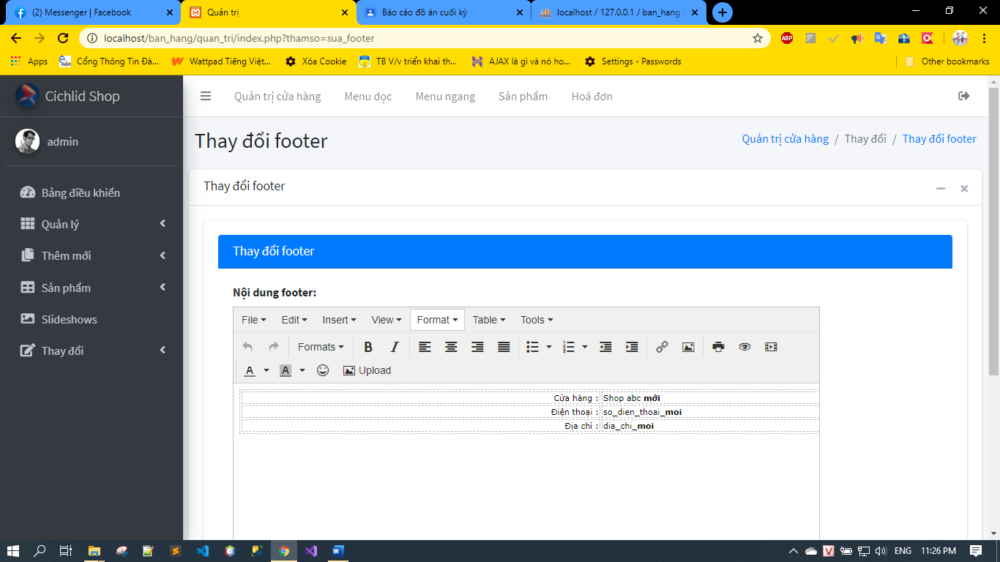 (2) Messenger | Facebook
Quản trị
Báo cáo đồ án cuối kỳ
localhost / 127.0.0.1 / ban_hang
localhost/ban_hang/quan_tri/index.php?thamso=sua_footer
ABP
Apps
Cổng Thông Tin Đà...
Wattpad Tiếng Việt...
Xóa Cookie
TB V/v triển khai th...
AJAX là gì và nó ho...
Settings - Passwords
Other bookmarks
Cichlid Shop
Quản trị cửa hàng
Menu dọc
Menu ngang
Sản phẩm
Hoá đơn
admin
Thay đổi footer
Quản trị cửa hàng / Thay đổi / Thay đổi footer
Bảng điều khiển
Quản lý
Thêm mới
Sản phẩm
Slideshows
Thay đổi
Thay đổi footer
Thay đổi footer
Nội dung footer:
File
Edit
Insert
View
Format
Table
Tools
Formats
B
I
A
A
Upload
Cửa hàng : Shop abc mới
Điện thoại : so_dien_thoai_moi
Địa chỉ : dia_chi_moi
ENG
11:26 PM